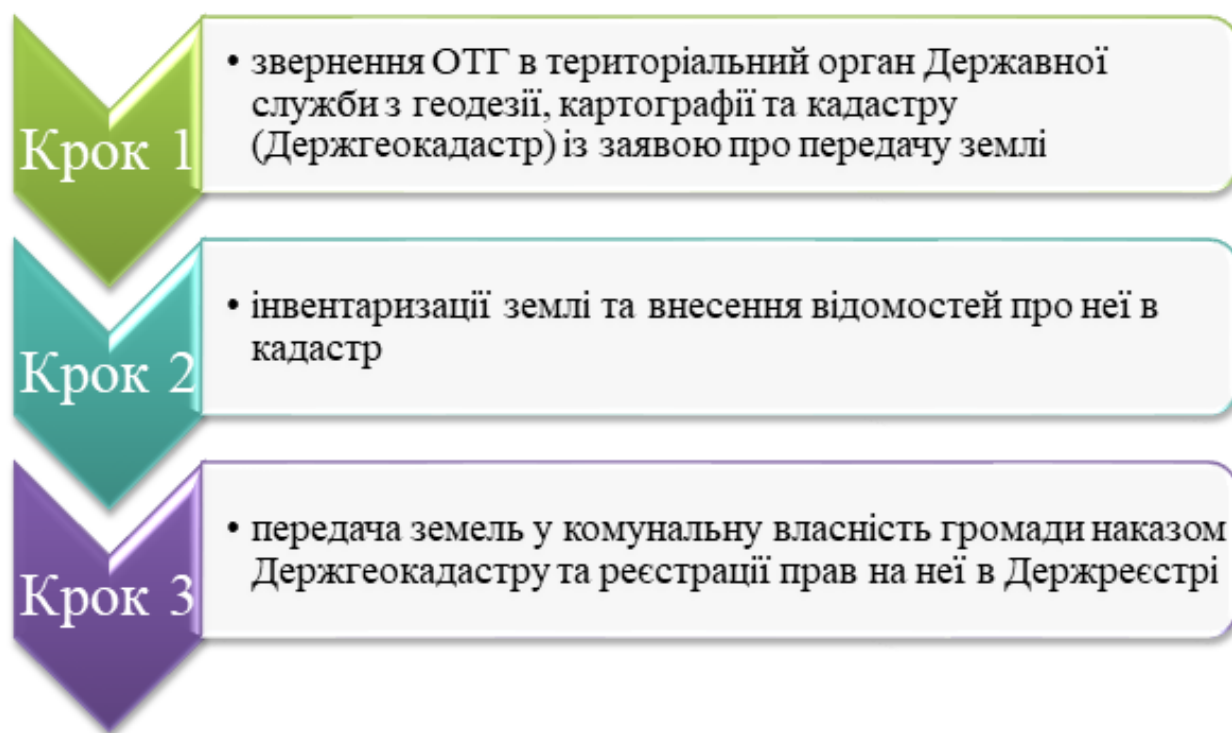 Крок 1
• звернення ОТГ в територіальний орган Державної
служби з геодезії, картографії та кадастру
(Держгеокадастр) із заявою про передачу землі
Крок 2
• інвентаризації землі та внесення відомостей про неї в
кадастр
Крок 3
• передача земель у комунальну власність громади наказом
Держгеокадастру та реєстрації прав на неї в Держреєстрі